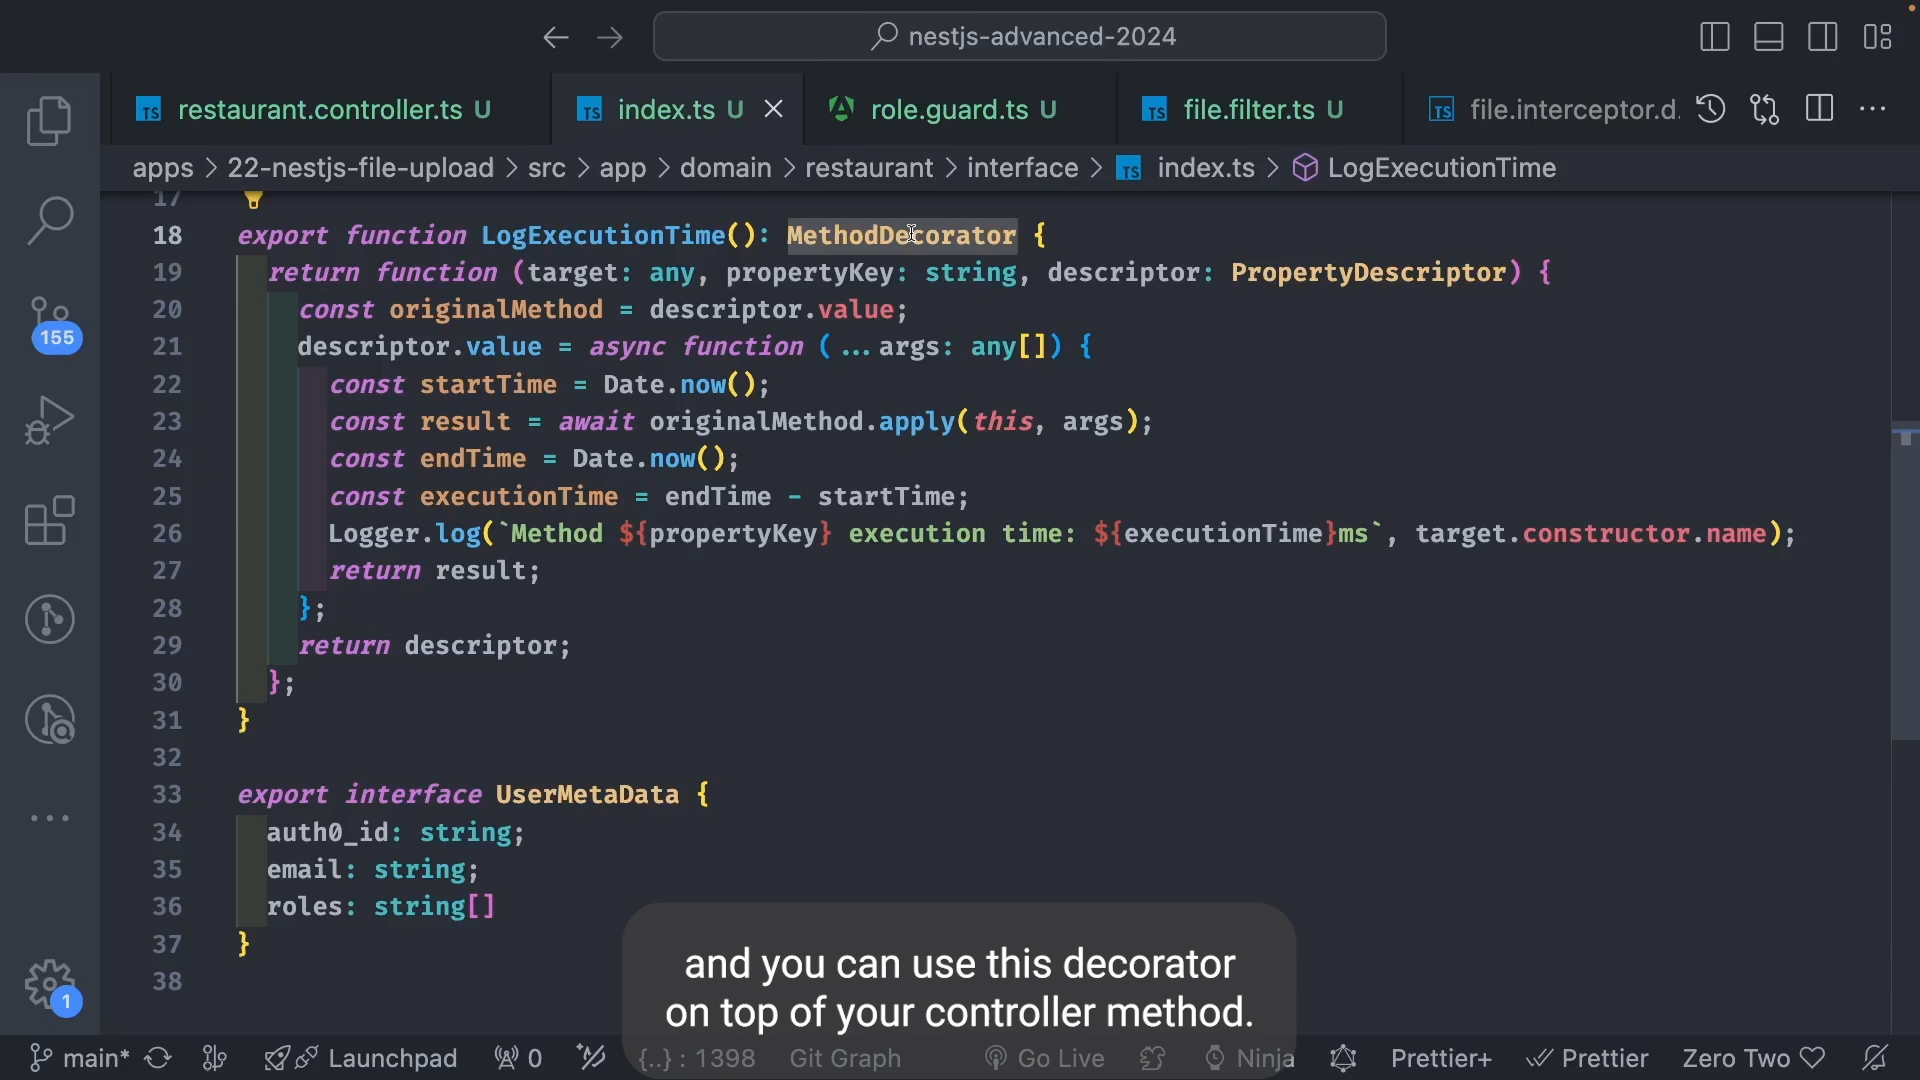 nestjs-advanced-2024
restaurant.controller.ts U
index.ts U
role.guard.ts U
file.filter.ts U
file.interceptor.d.
apps > 22-nestjs-file-upload > src > app > domain > restaurant > interface > TS index.ts > LogExecutionTime
17
18 export function LogExecutionTime(): MethodDecorator {
19 return function (target: any, propertyKey: string, descriptor: PropertyDescriptor) {
20 const originalMethod = descriptor.value;
21 descriptor.value = async function (...args: any[]) {
22 const startTime = Date.now();
23 const result = await originalMethod.apply(this, args);
24 const endTime = Date.now();
25 const executionTime = endTime - startTime;
26 Logger.log(`Method ${propertyKey} execution time: ${executionTime}ms`, target.constructor.name);
27 return result;
28 };
29 return descriptor;
30 };
31 }
32
33 export interface UserMetaData {
34 auth0_id: string;
35 email: string;
36 roles: string[]
37 }
38
155
1
and you can use this decorator
on top of your controller method.
main* Launchpad 0 {..} : 1398 Git Graph Go Live Ninja Prettier+ Prettier Zero Two